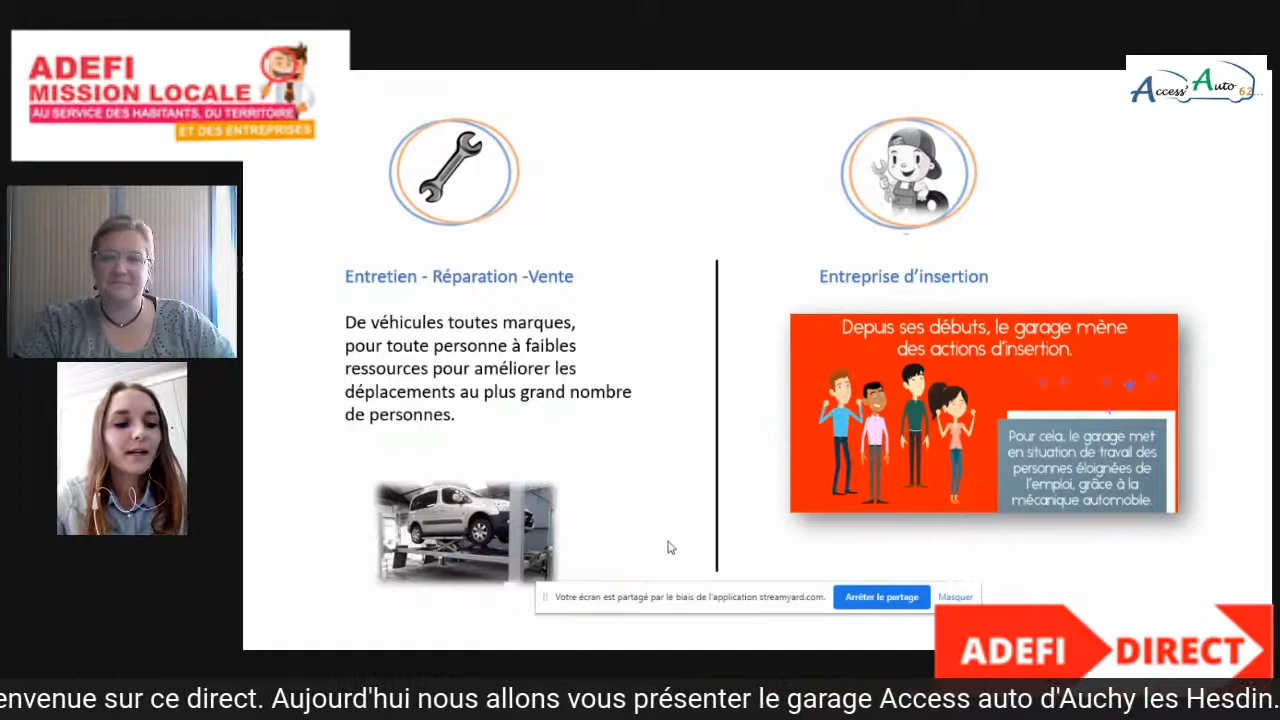 ADEFI
MISSION LOCALE
AU SERVICE DES HABITANTS, DU TERRITOIRE
ET DES ENTREPRISES
Access' Auto 62...
Entretien - Réparation -Vente
De véhicules toutes marques,
pour toute personne à faibles
ressources pour améliorer les
déplacements au plus grand nombre
de personnes.
Entreprise d'insertion
Depuis ses débuts, le garage mène
des actions d'insertion.
Pour cela, le garage met
en situation de travail des
personnes éloignées de
l'emploi, grâce à la
mécanique automobile.
Votre écran est partagé par le biais de l'application streamyard.com.
Arrêter le partage
Masquer
ADEFI DIRECT
envenue sur ce direct. Aujourd'hui nous allons vous présenter le garage Access auto d'Auchy les Hesdin.